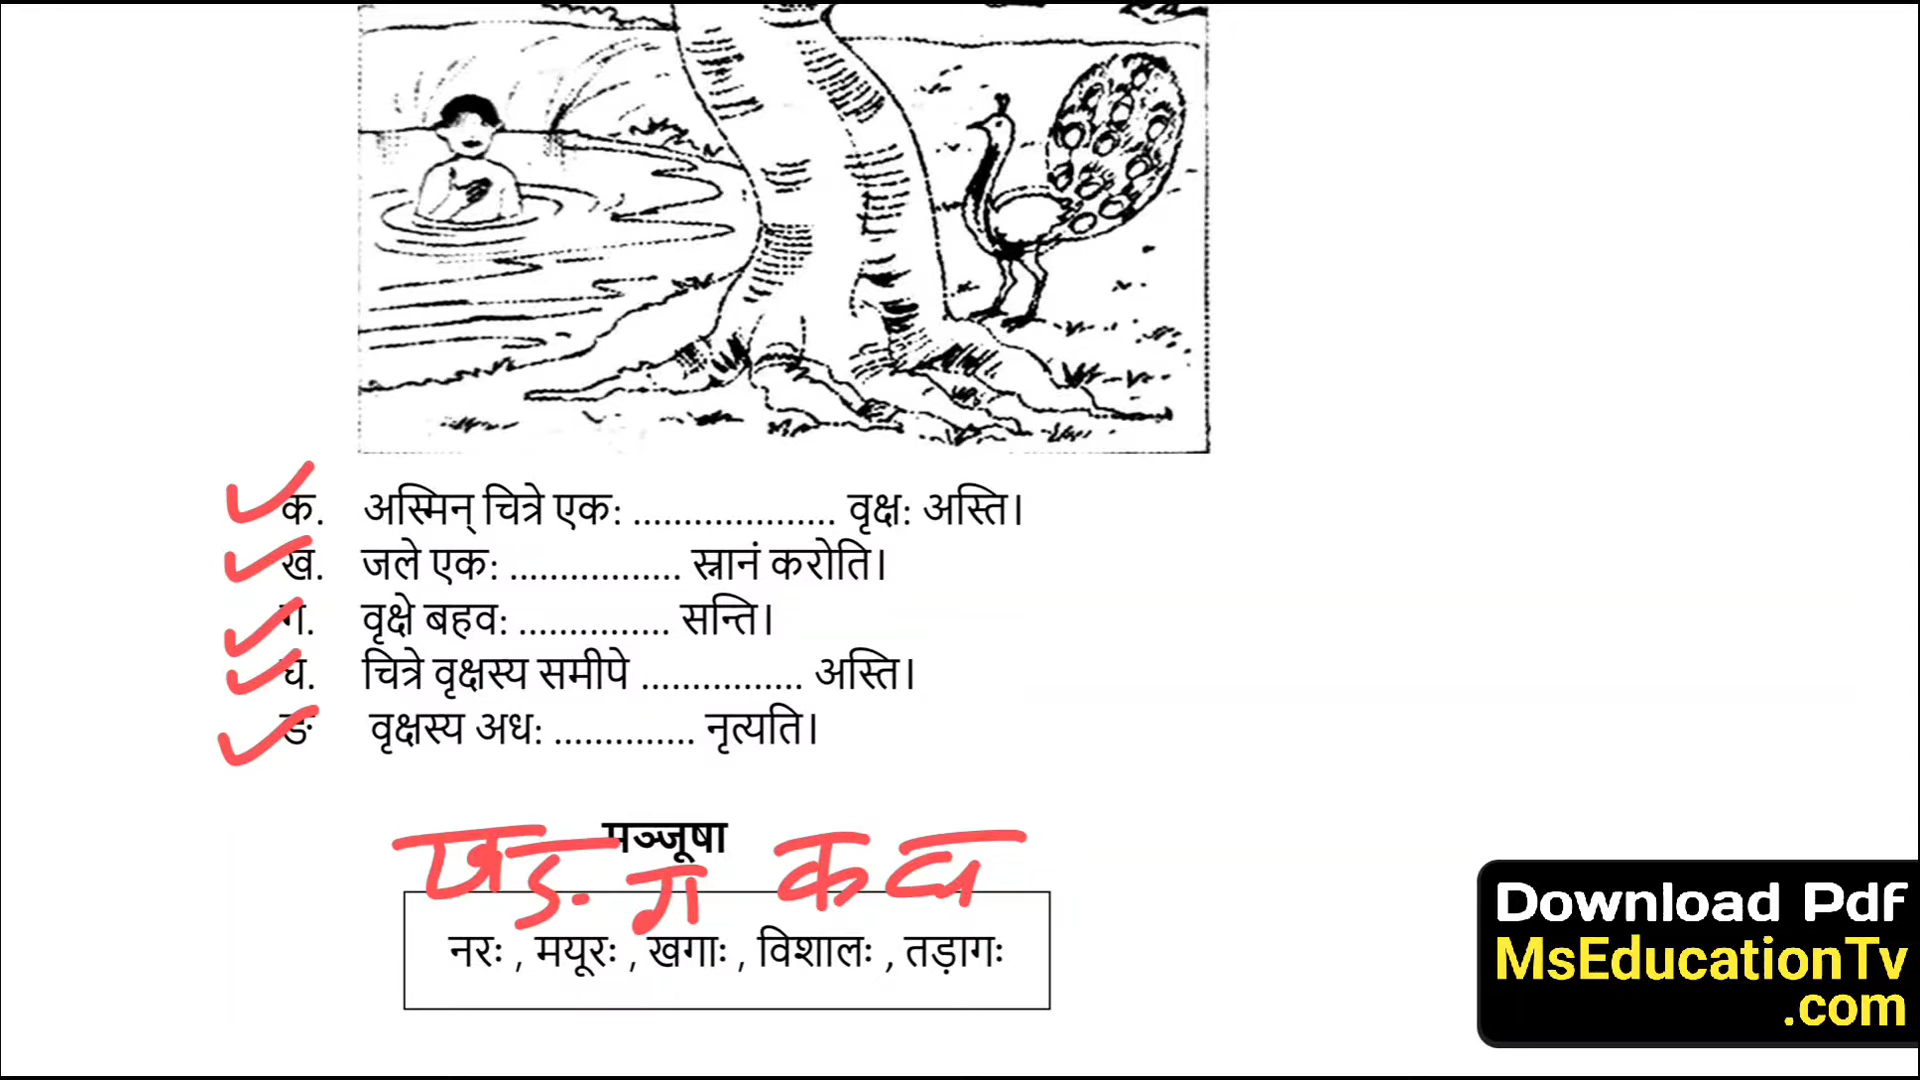 क. अस्मिन् चित्रे एक: .................... वृक्ष: अस्ति।
ख. जले एक: ................. स्नानं करोति।
ग. वृक्षे बहव: ............... सन्ति।
घ. चित्रे वृक्षस्य समीपे ................ अस्ति।
ङ वृक्षस्य अध: .............. नृत्यति।
मञ्जूषा
ख ङ ग क घ
नरः , मयूरः , खगाः , विशालः , तड़ागः
Download Pdf
MsEducationTv
.com